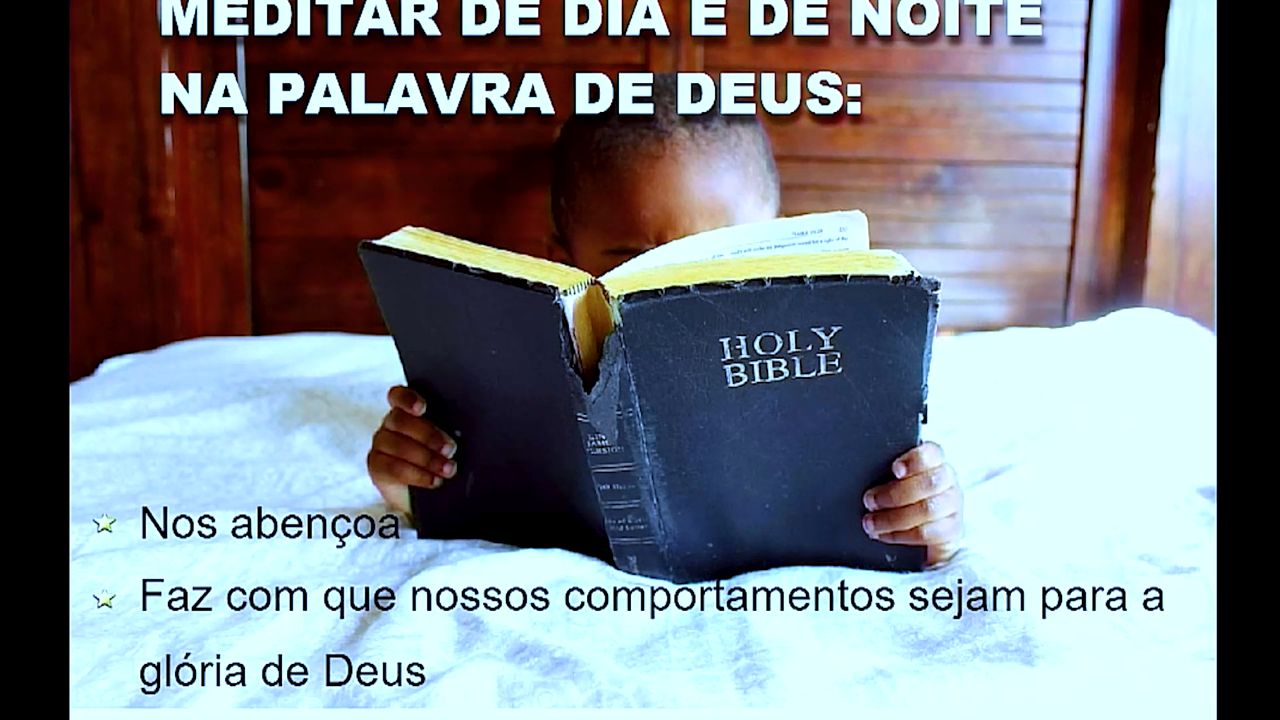 MEDITAR DE DIA E DE NOITE
NA PALAVRA DE DEUS:
HOLY
BIBLE
Nos abençoa
Faz com que nossos comportamentos sejam para a
glória de Deus